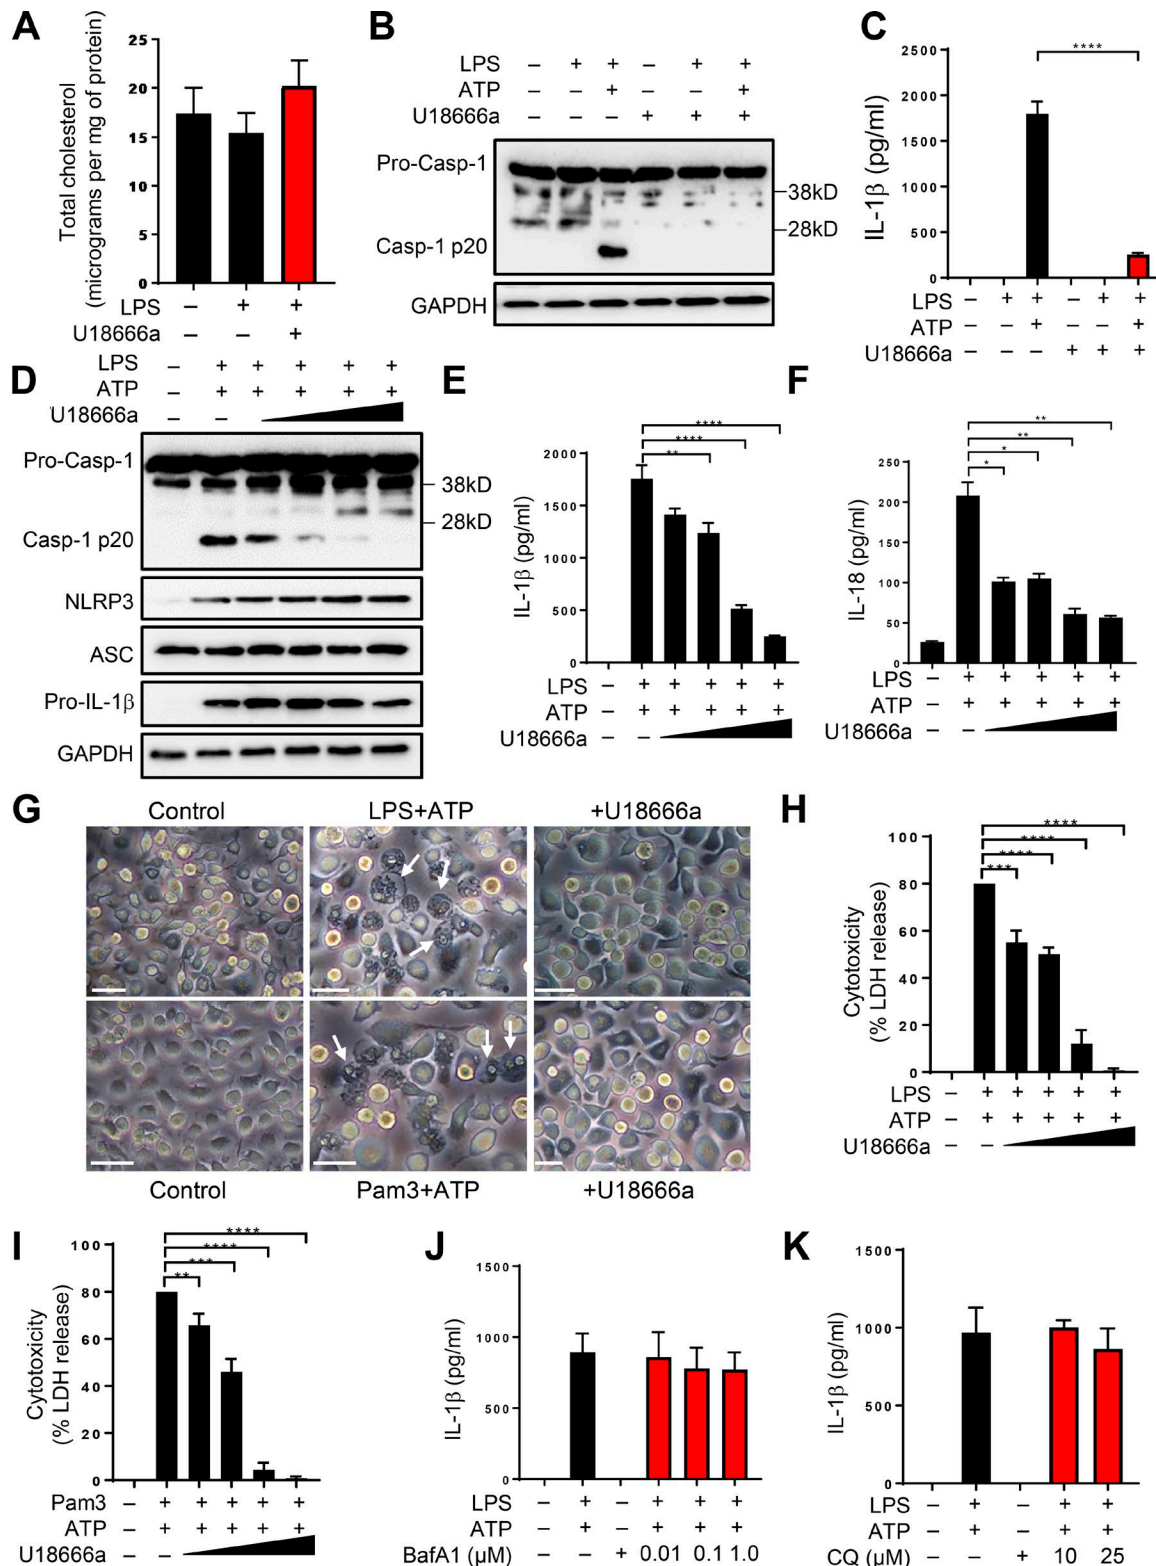 A
Total cholesterol
(micrograms per mg of protein)
25
20
15
10
5
0
LPS – + +
U18666a – – +
B
LPS – + + – + +
ATP – – + – – +
U18666a – – – + + +
Pro-Casp-1
38kD
28kD
Casp-1 p20
GAPDH
C
IL-1β (pg/ml)
2500
2000
1500
1000
500
0
****
LPS – + + – + +
ATP – – + – – +
U18666a – – – + + +
D
LPS – + + + + +
ATP – + + + + +
U18666a – –
Pro-Casp-1
38kD
28kD
Casp-1 p20
NLRP3
ASC
Pro-IL-1β
GAPDH
E
IL-1β (pg/ml)
2000
1500
1000
500
0
****
****
**
LPS – + + + + +
ATP – + + + + +
U18666a – –
F
IL-18 (pg/ml)
250
200
150
100
50
0
**
**
*
*
LPS – + + + + +
ATP – + + + + +
U18666a – –
G
Control LPS+ATP +U18666a
Control Pam3+ATP +U18666a
H
Cytotoxicity
(% LDH release)
100
80
60
40
20
0
****
****
****
***
LPS – + + + + +
ATP – + + + + +
U18666a – –
I
Cytotoxicity
(% LDH release)
100
80
60
40
20
0
****
****
***
**
Pam3 – + + + + +
ATP – + + + + +
U18666a – –
J
IL-1β (pg/ml)
1500
1000
500
0
LPS – + – + + +
ATP – + – + + +
BafA1 (µM) – – + 0.01 0.1 1.0
K
IL-1β (pg/ml)
1500
1000
500
0
LPS – + – + +
ATP – + – + +
CQ (µM) – – + 10 25